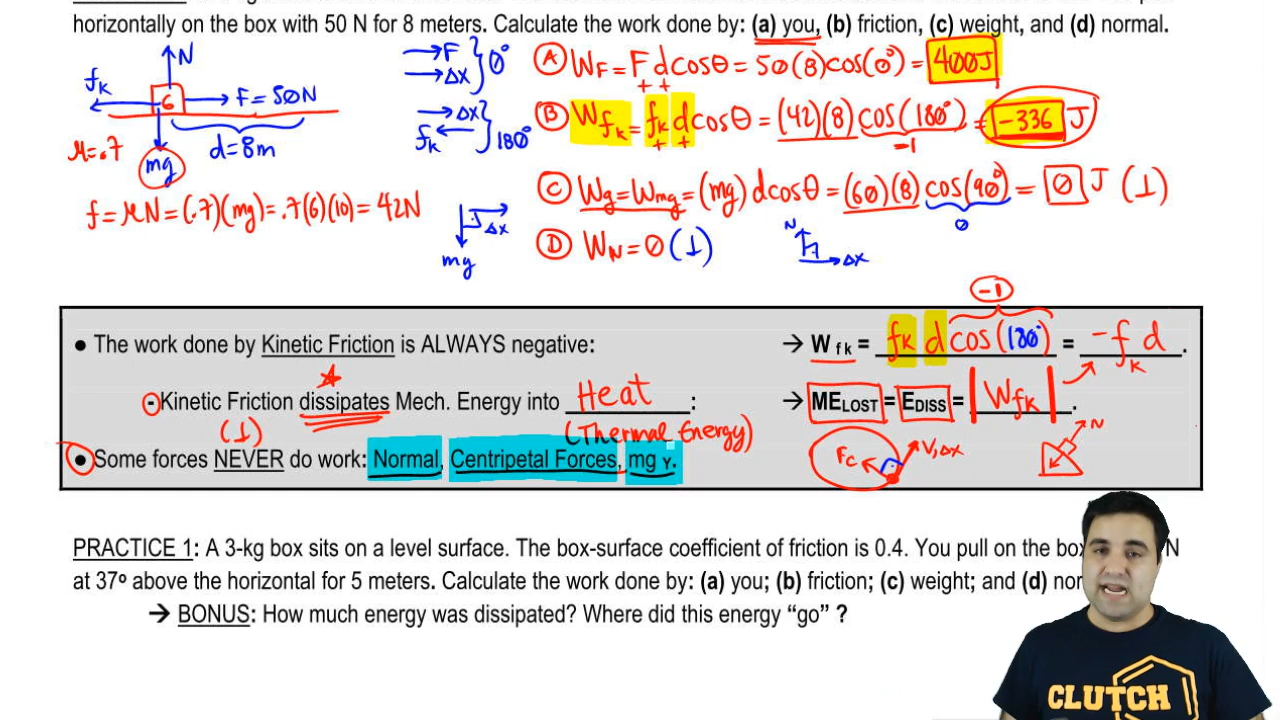 horizontally on the box with 50 N for 8 meters. Calculate the work done by: (a) you, (b) friction, (c) weight, and (d) normal.
N
fk
6
F = 50N
μ=.7
mg
d=8m
f = μN = (.7)(mg) = .7(6)(10) = 42N
F
Δx
0°
Δx
fk
180°
Δx
mg
A WF = F d cosθ = 50(8)cos(0°) = 400J
+ +
B Wfk = fk d cosθ = (42)(8) cos(180°) = -336 J
+ + -1
C Wg = Wmg = (mg) d cosθ = (60)(8) cos(90°) = 0 J (⊥)
0
D WN = 0 (⊥)
N
Δx
-1
● The work done by Kinetic Friction is ALWAYS negative: → W fk = fk d cos(180°) = -fk d.
-Kinetic Friction dissipates Mech. Energy into Heat: → MELOST = EDISS = |Wfk|.
(⊥) (Thermal Energy)
● Some forces NEVER do work: Normal, Centripetal Forces, mg Y.
Fc
V, Δx
N
PRACTICE 1: A 3-kg box sits on a level surface. The box-surface coefficient of friction is 0.4. You pull on the box N
at 37º above the horizontal for 5 meters. Calculate the work done by: (a) you; (b) friction; (c) weight; and (d)
→ BONUS: How much energy was dissipated? Where did this energy “go” ?
CLUTCH